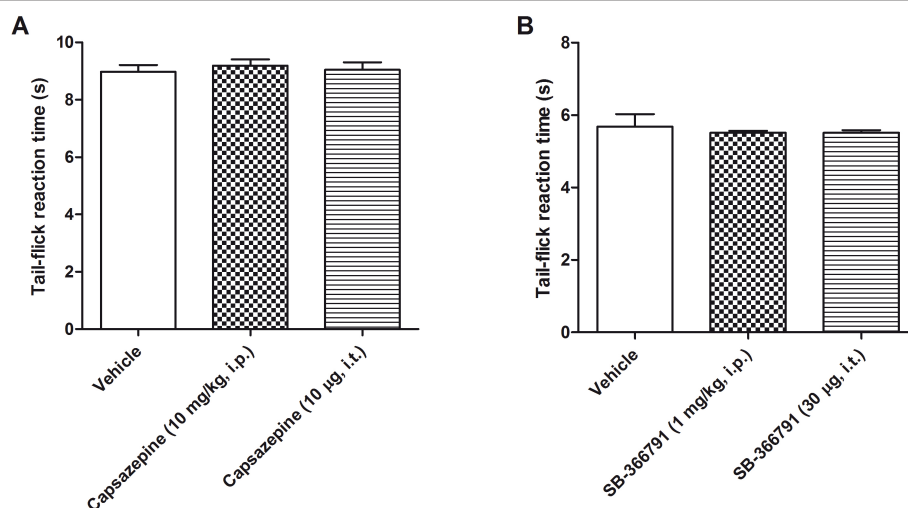 A
Tail-flick reaction time (s)
10
8
6
4
2
0
Vehicle
Capsazepine (10 mg/kg, i.p.)
Capsazepine (10 µg, i.t.)
B
Tail-flick reaction time (s)
8
6
4
2
0
Vehicle
SB-366791 (1 mg/kg, i.p.)
SB-366791 (30 µg, i.t.)